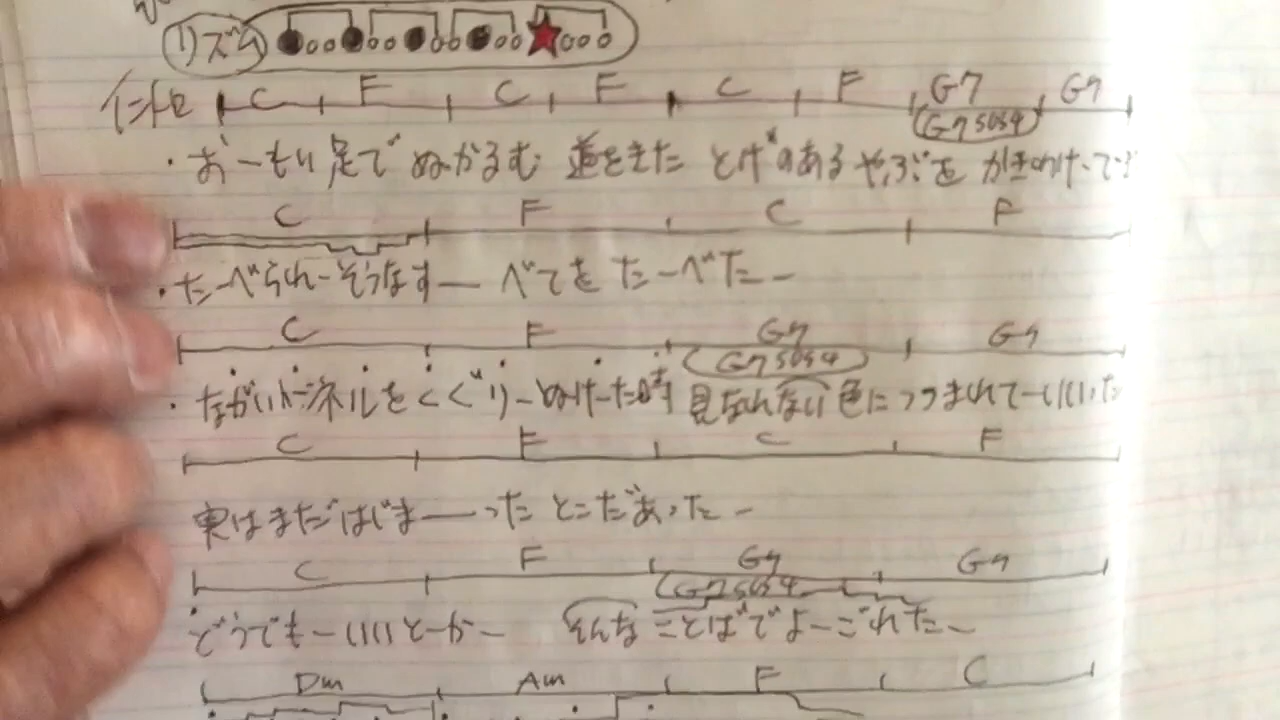 リズム
イントロ C F C F C F G7 G7
G7sus4
・おーもい足で ぬかるむ 道をきた とげのある やぶを かきわけてき
C F C F
・たーべられーそうなすー べてを たーべたー
C F G7 G7
G7sus4
・ながいトンネルを くぐりーぬけーた時 見なれない 色に つつまれてーいいいた
C F C F
実はまだはじまーーった とこだあったー
C F G7 G7
G7sus4
どうでもーいいいとーかー そんな ことばでよーごれたー
Dm Am F C